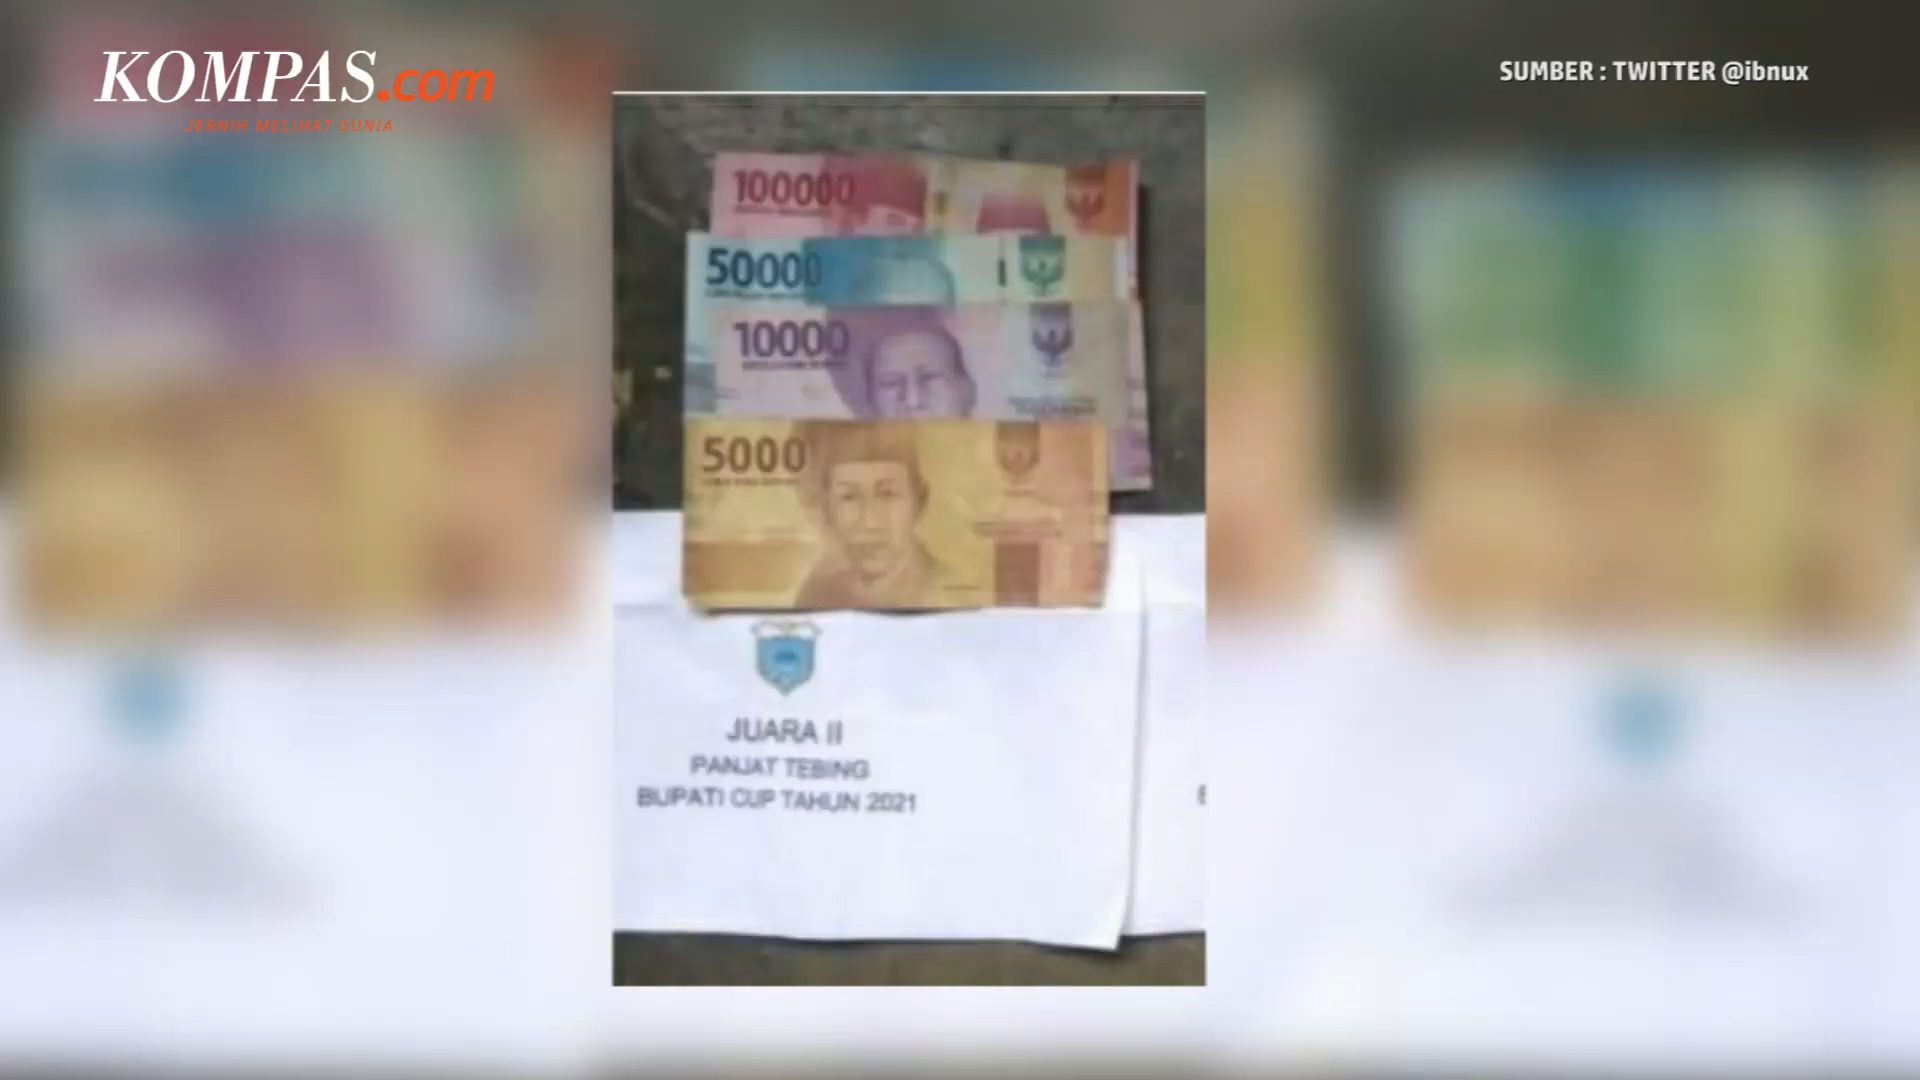 KOMPAS.com
JERNIH MELIHAT DUNIA
SUMBER : TWITTER @ibnux
100000
50000
10000
5000
JUARA II
PANJAT TEBING
BUPATI CUP TAHUN 2021